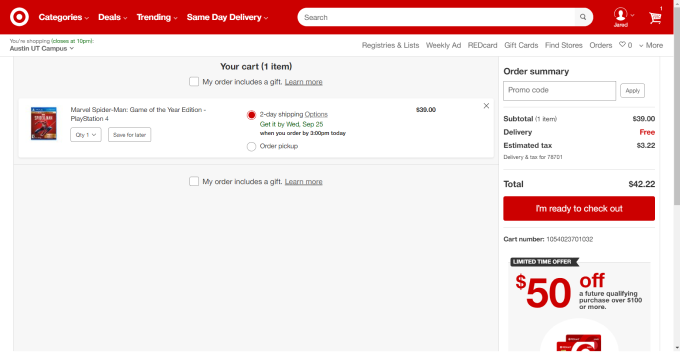 Categories Deals Trending Same Day Delivery Search Jared 1
You're shopping (closes at 10pm):
Austin UT Campus
Registries & Lists Weekly Ad REDcard Gift Cards Find Stores Orders 0 More
Your cart (1 item)
My order includes a gift. Learn more
Marvel Spider-Man: Game of the Year Edition -
PlayStation 4
Qty 1 Save for later
2-day shipping Options
Get it by Wed, Sep 25
when you order by 3:00pm today
Order pickup
$39.00
My order includes a gift. Learn more
Order summary
Promo code Apply
Subtotal (1 item) $39.00
Delivery Free
Estimated tax $3.22
Delivery & tax for 78701
Total $42.22
I'm ready to check out
Cart number: 1054023701032
LIMITED TIME OFFER
$50 off
a future qualifying
purchase over $100
or more.